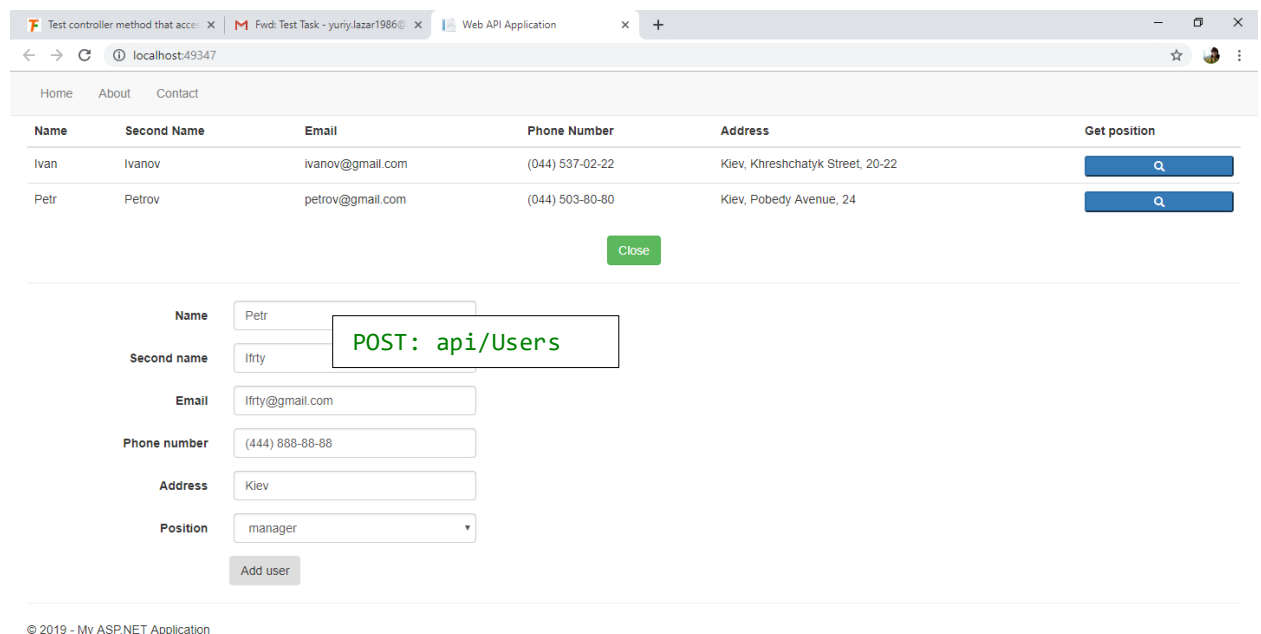 Test controller method that acces
Fwd: Test Task - yuriy.lazar1986@
Web API Application
localhost:49347
Home About Contact
Name Second Name Email Phone Number Address Get position
Ivan Ivanov ivanov@gmail.com (044) 537-02-22 Kiev, Khreshchatyk Street, 20-22
Petr Petrov petrov@gmail.com (044) 503-80-80 Kiev, Pobedy Avenue, 24
Close
Name Petr
POST: api/Users
Second name Ifrty
Email Ifrty@gmail.com
Phone number (444) 888-88-88
Address Kiev
Position manager
Add user
© 2019 - My ASP.NET Application